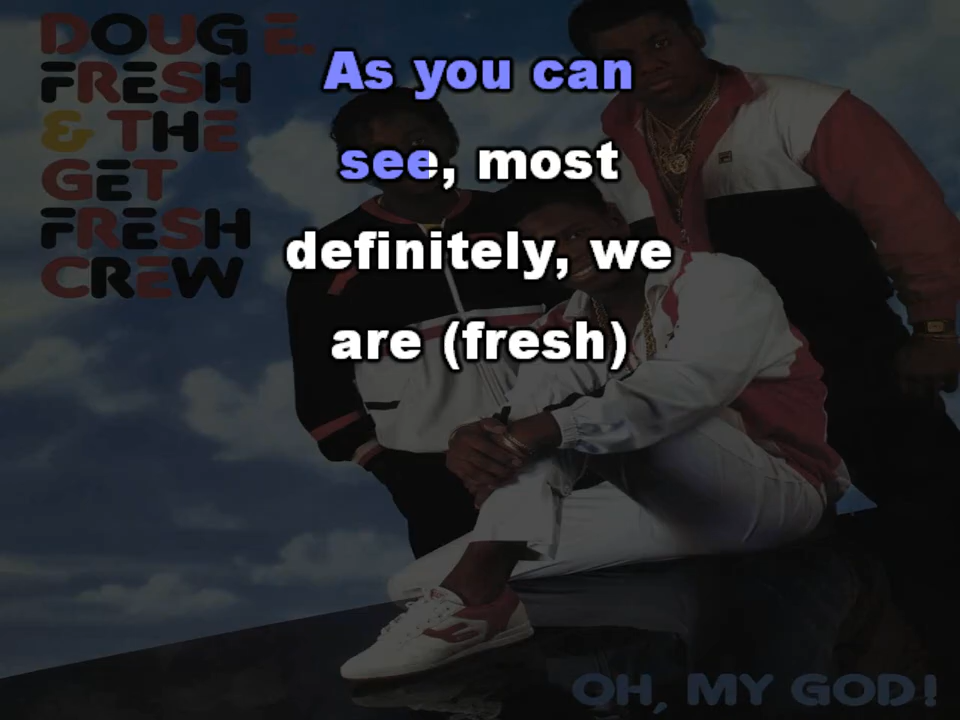 DOUG E.
FRESH
& THE
GET
FRESH
CREW
As you can
see, most
definitely, we
are (fresh)
OH, MY GOD!